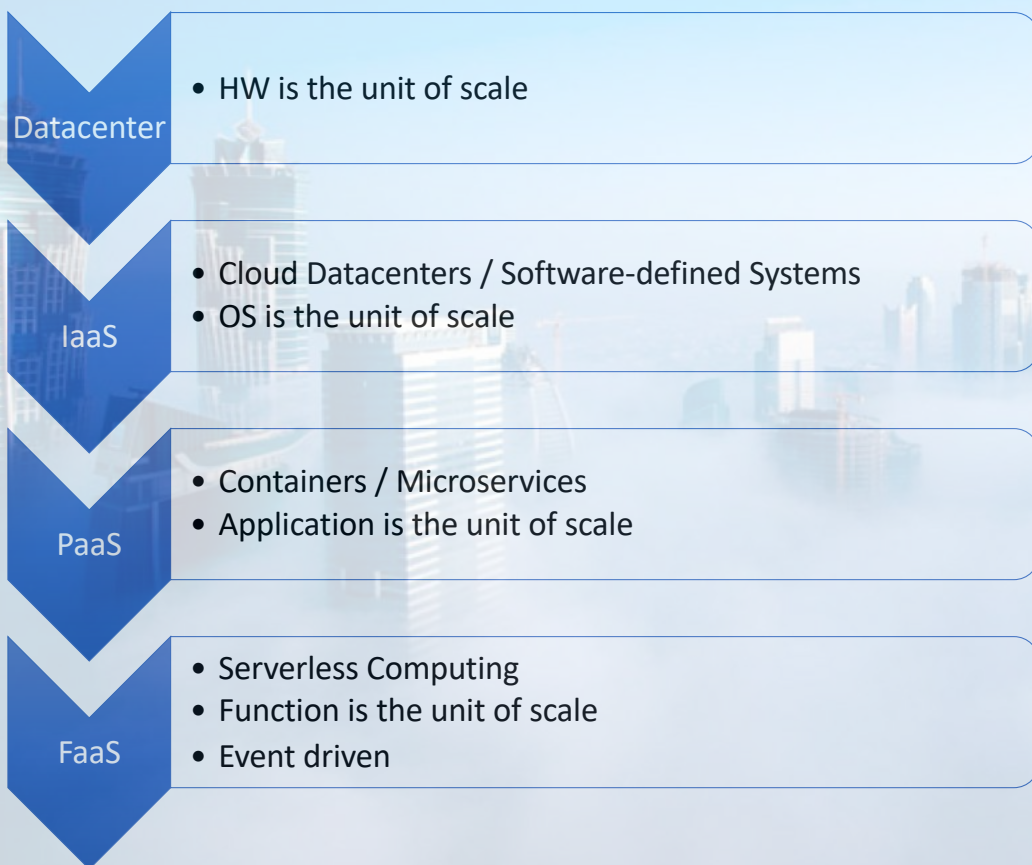 Datacenter
• HW is the unit of scale
IaaS
• Cloud Datacenters / Software-defined Systems
• OS is the unit of scale
PaaS
• Containers / Microservices
• Application is the unit of scale
FaaS
• Serverless Computing
• Function is the unit of scale
• Event driven